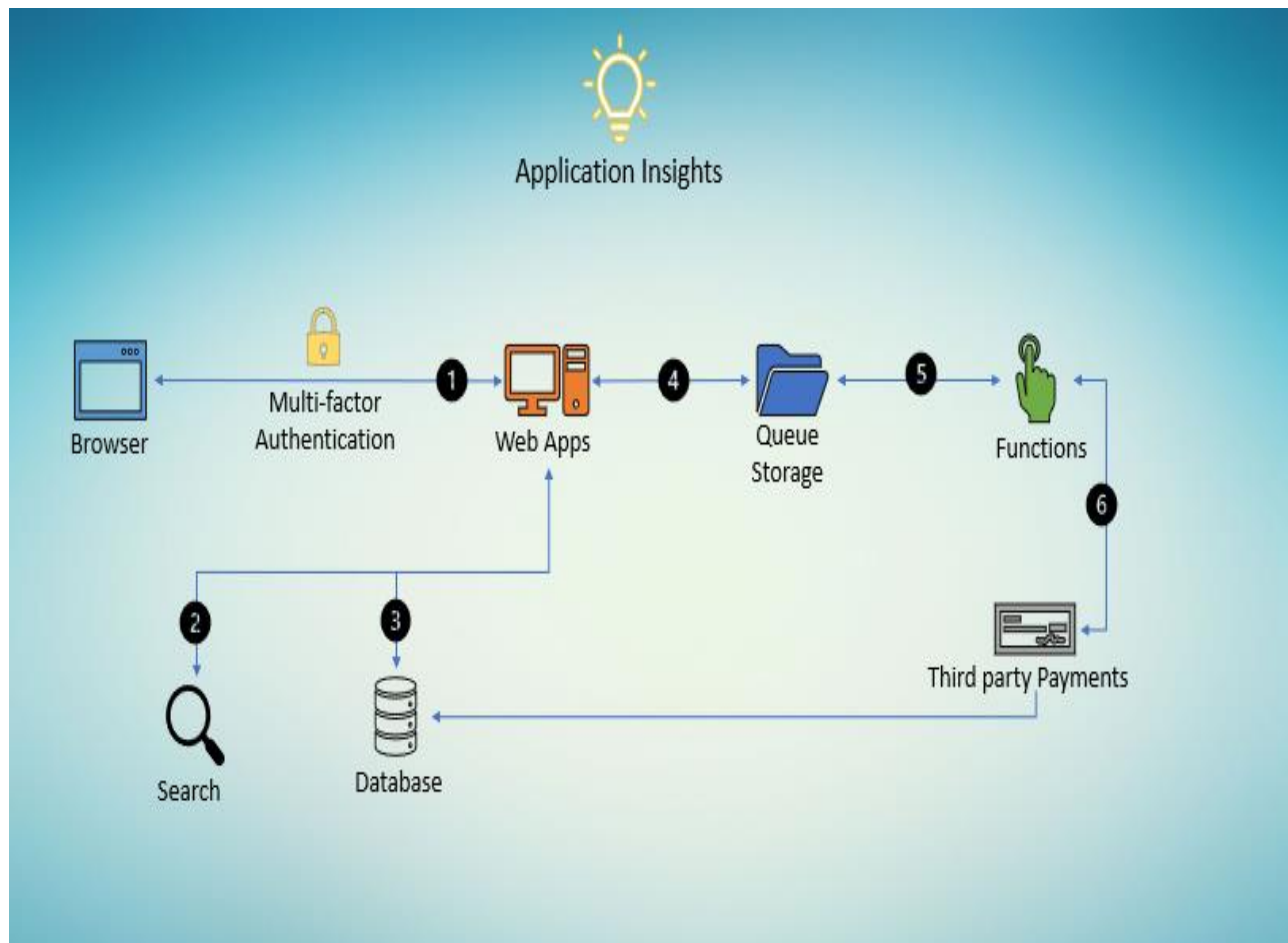 Application Insights
Multi-factor
Authentication
1
4
5
Browser
Web Apps
Queue
Storage
Functions
6
2
3
Third party Payments
Search
Database